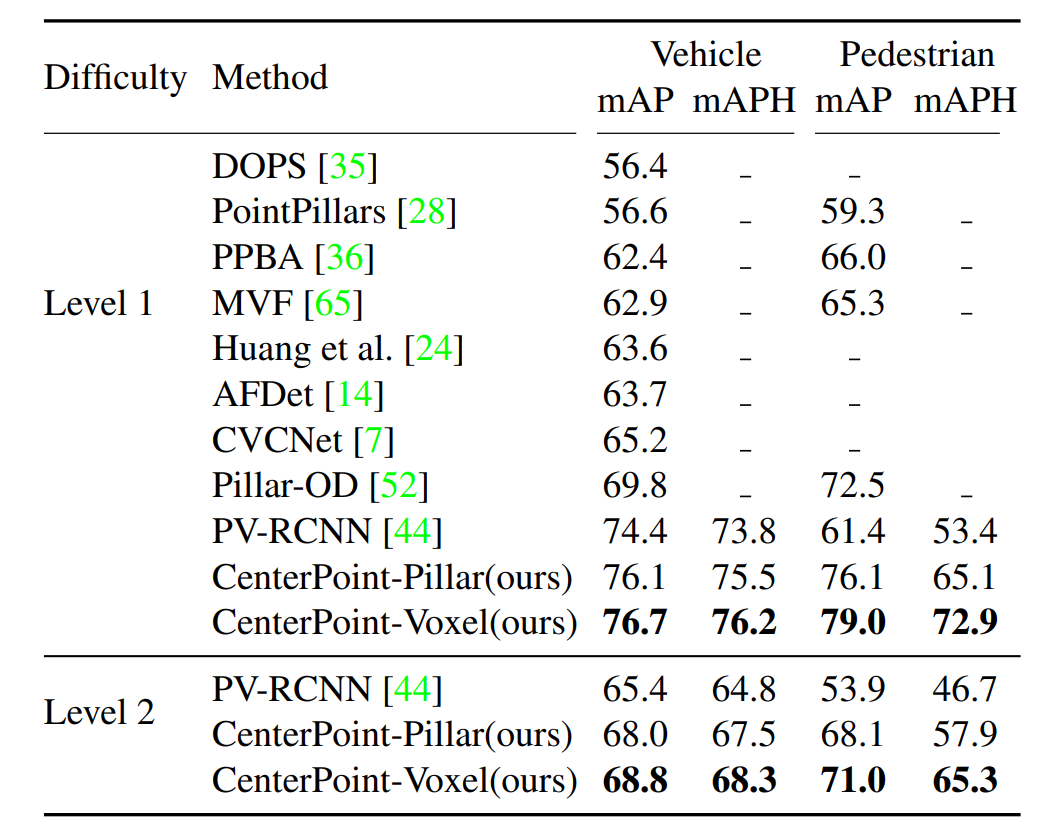 Vehicle Pedestrian
Difficulty Method mAP mAPH mAP mAPH
DOPS [35] 56.4 - -
PointPillars [28] 56.6 - 59.3 -
PPBA [36] 62.4 - 66.0 -
Level 1 MVF [65] 62.9 - 65.3 -
Huang et al. [24] 63.6 - -
AFDet [14] 63.7 - -
CVCNet [7] 65.2 - -
Pillar-OD [52] 69.8 - 72.5 -
PV-RCNN [44] 74.4 73.8 61.4 53.4
CenterPoint-Pillar(ours) 76.1 75.5 76.1 65.1
CenterPoint-Voxel(ours) 76.7 76.2 79.0 72.9
PV-RCNN [44] 65.4 64.8 53.9 46.7
Level 2 CenterPoint-Pillar(ours) 68.0 67.5 68.1 57.9
CenterPoint-Voxel(ours) 68.8 68.3 71.0 65.3